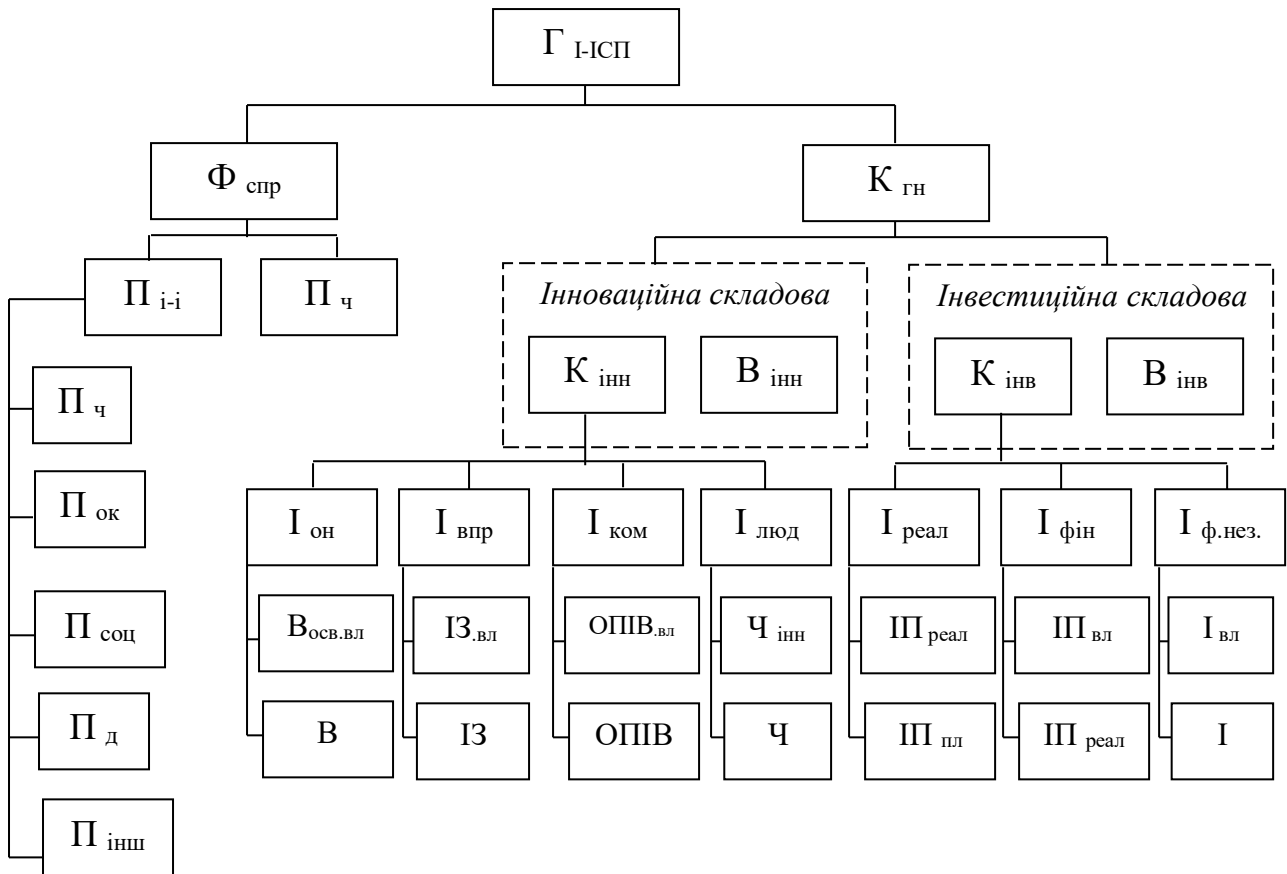 Г І-ІСП
Ф спр
К гн
П і-і
П ч
Інноваційна складова
Інвестиційна складова
К інн
В інн
К інв
В інв
П ч
П ок
П соц
П д
П інш
І он
І впр
І ком
І люд
І реал
І фін
І ф.нез.
Восв.вл
ІЗ.вл
ОПІВ.вл
Ч інн
ІП реал
ІП вл
І вл
В
ІЗ
ОПІВ
Ч
ІП пл
ІП реал
І